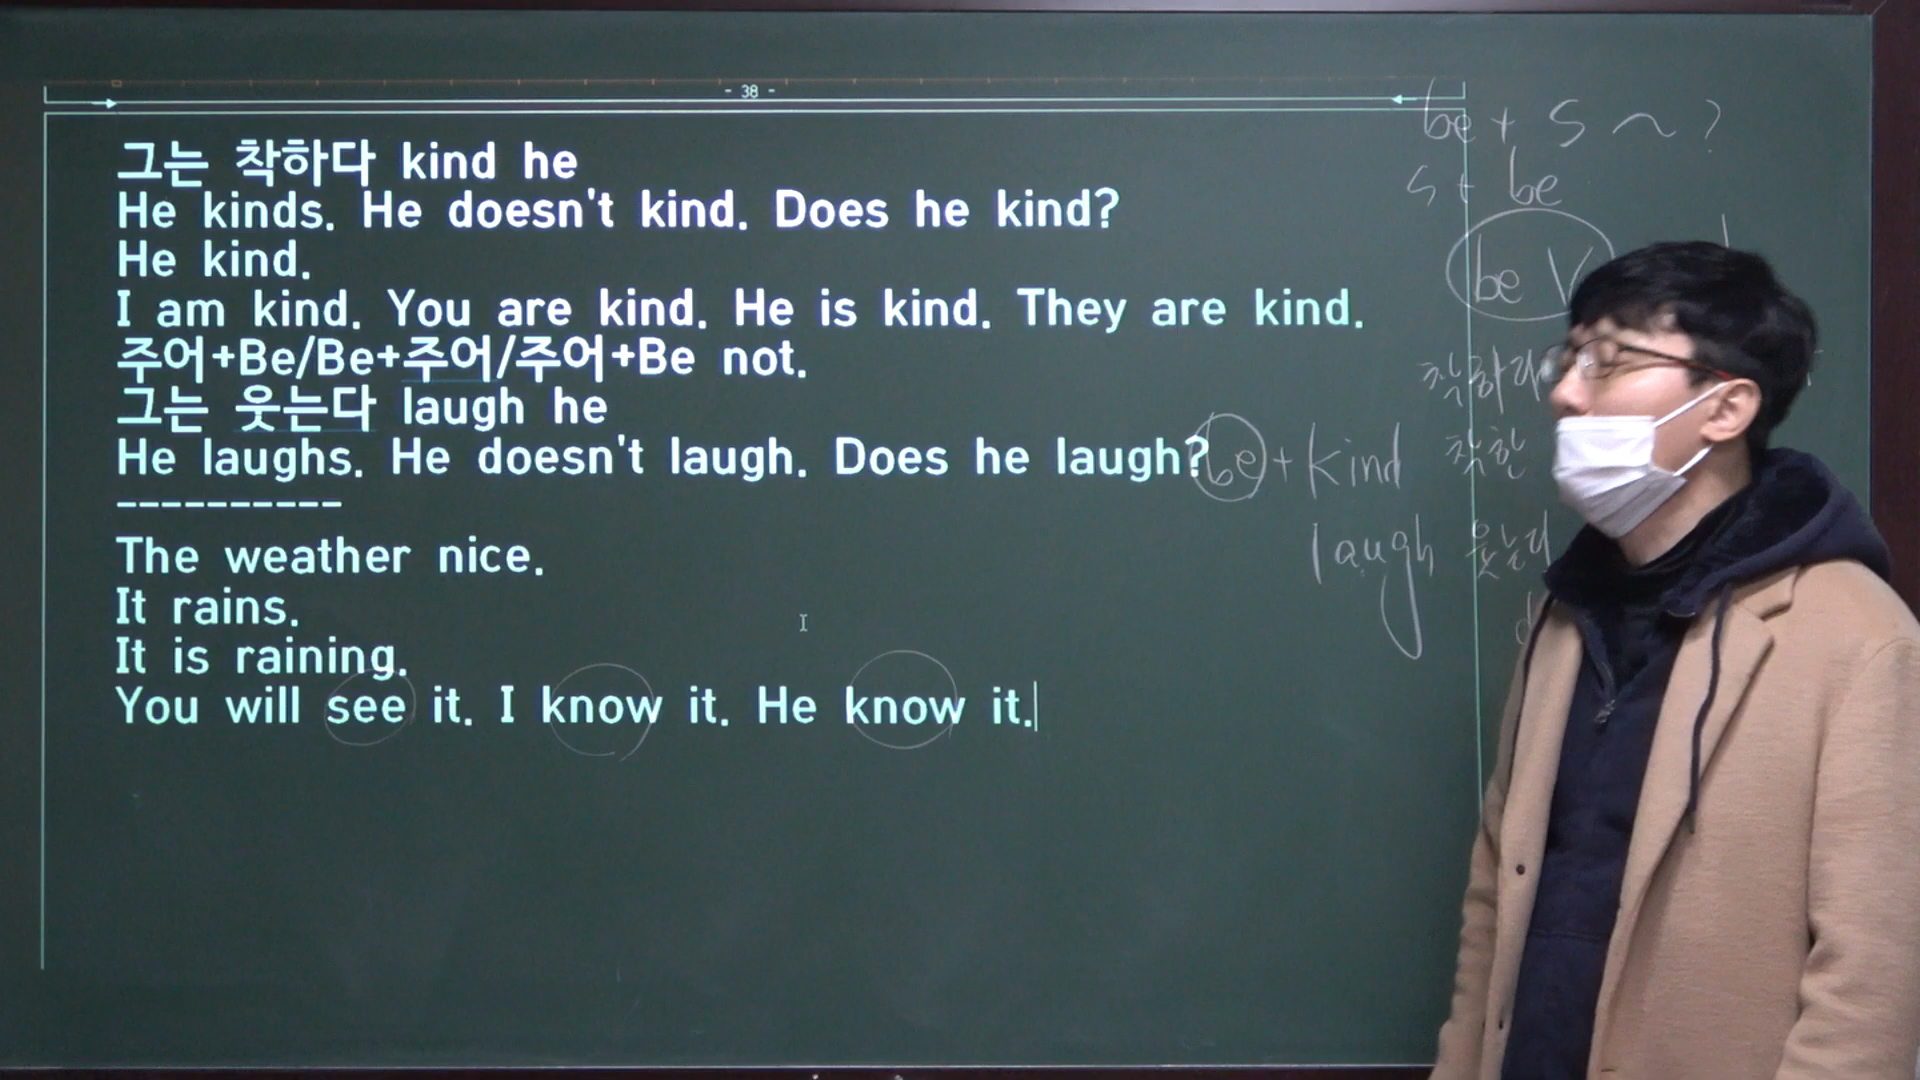 - 38 -
그는 착하다 kind he
He kinds. He doesn't kind. Does he kind?
He kind.
I am kind. You are kind. He is kind. They are kind.
주어+Be/Be+주어/주어+Be not.
그는 웃는다 laugh he
He laughs. He doesn't laugh. Does he laugh?
----------
The weather nice.
It rains.
It is raining.
You will see it. I know it. He know it.
be + S ~ ?
S + be
be V
착하다
be + kind 착한
laugh 웃는다